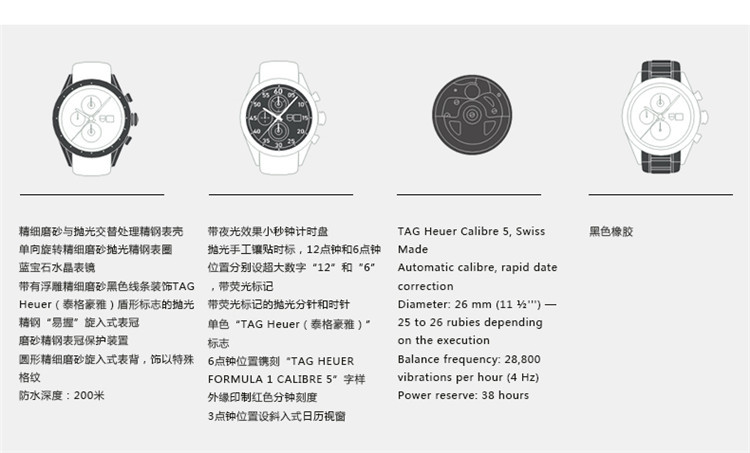 精细磨砂与抛光交替处理精钢表壳
单向旋转精细磨砂抛光精钢表圈
蓝宝石水晶表镜
带有浮雕精细磨砂黑色线条装饰TAG
Heuer（泰格豪雅）盾形标志的抛光
精钢“易握”旋入式表冠
磨砂精钢表冠保护装置
圆形精细磨砂旋入式表背，饰以特殊
格纹
防水深度：200米
60
05
10
15
20
25
30
35
40
45
50
55
带夜光效果小秒钟计时盘
抛光手工镶贴时标，12点钟和6点钟
位置分别设超大数字“12”和“6”
，带荧光标记
带荧光标记的抛光分针和时针
单色“TAG Heuer（泰格豪雅）”
标志
6点钟位置镌刻“TAG HEUER
FORMULA 1 CALIBRE 5”字样
外缘印制红色分钟刻度
3点钟位置设斜入式日历视窗
TAG Heuer Calibre 5, Swiss
Made
Automatic calibre, rapid date
correction
Diameter: 26 mm (11 ½''') —
25 to 26 rubies depending
on the execution
Balance frequency: 28,800
vibrations per hour (4 Hz)
Power reserve: 38 hours
黑色橡胶